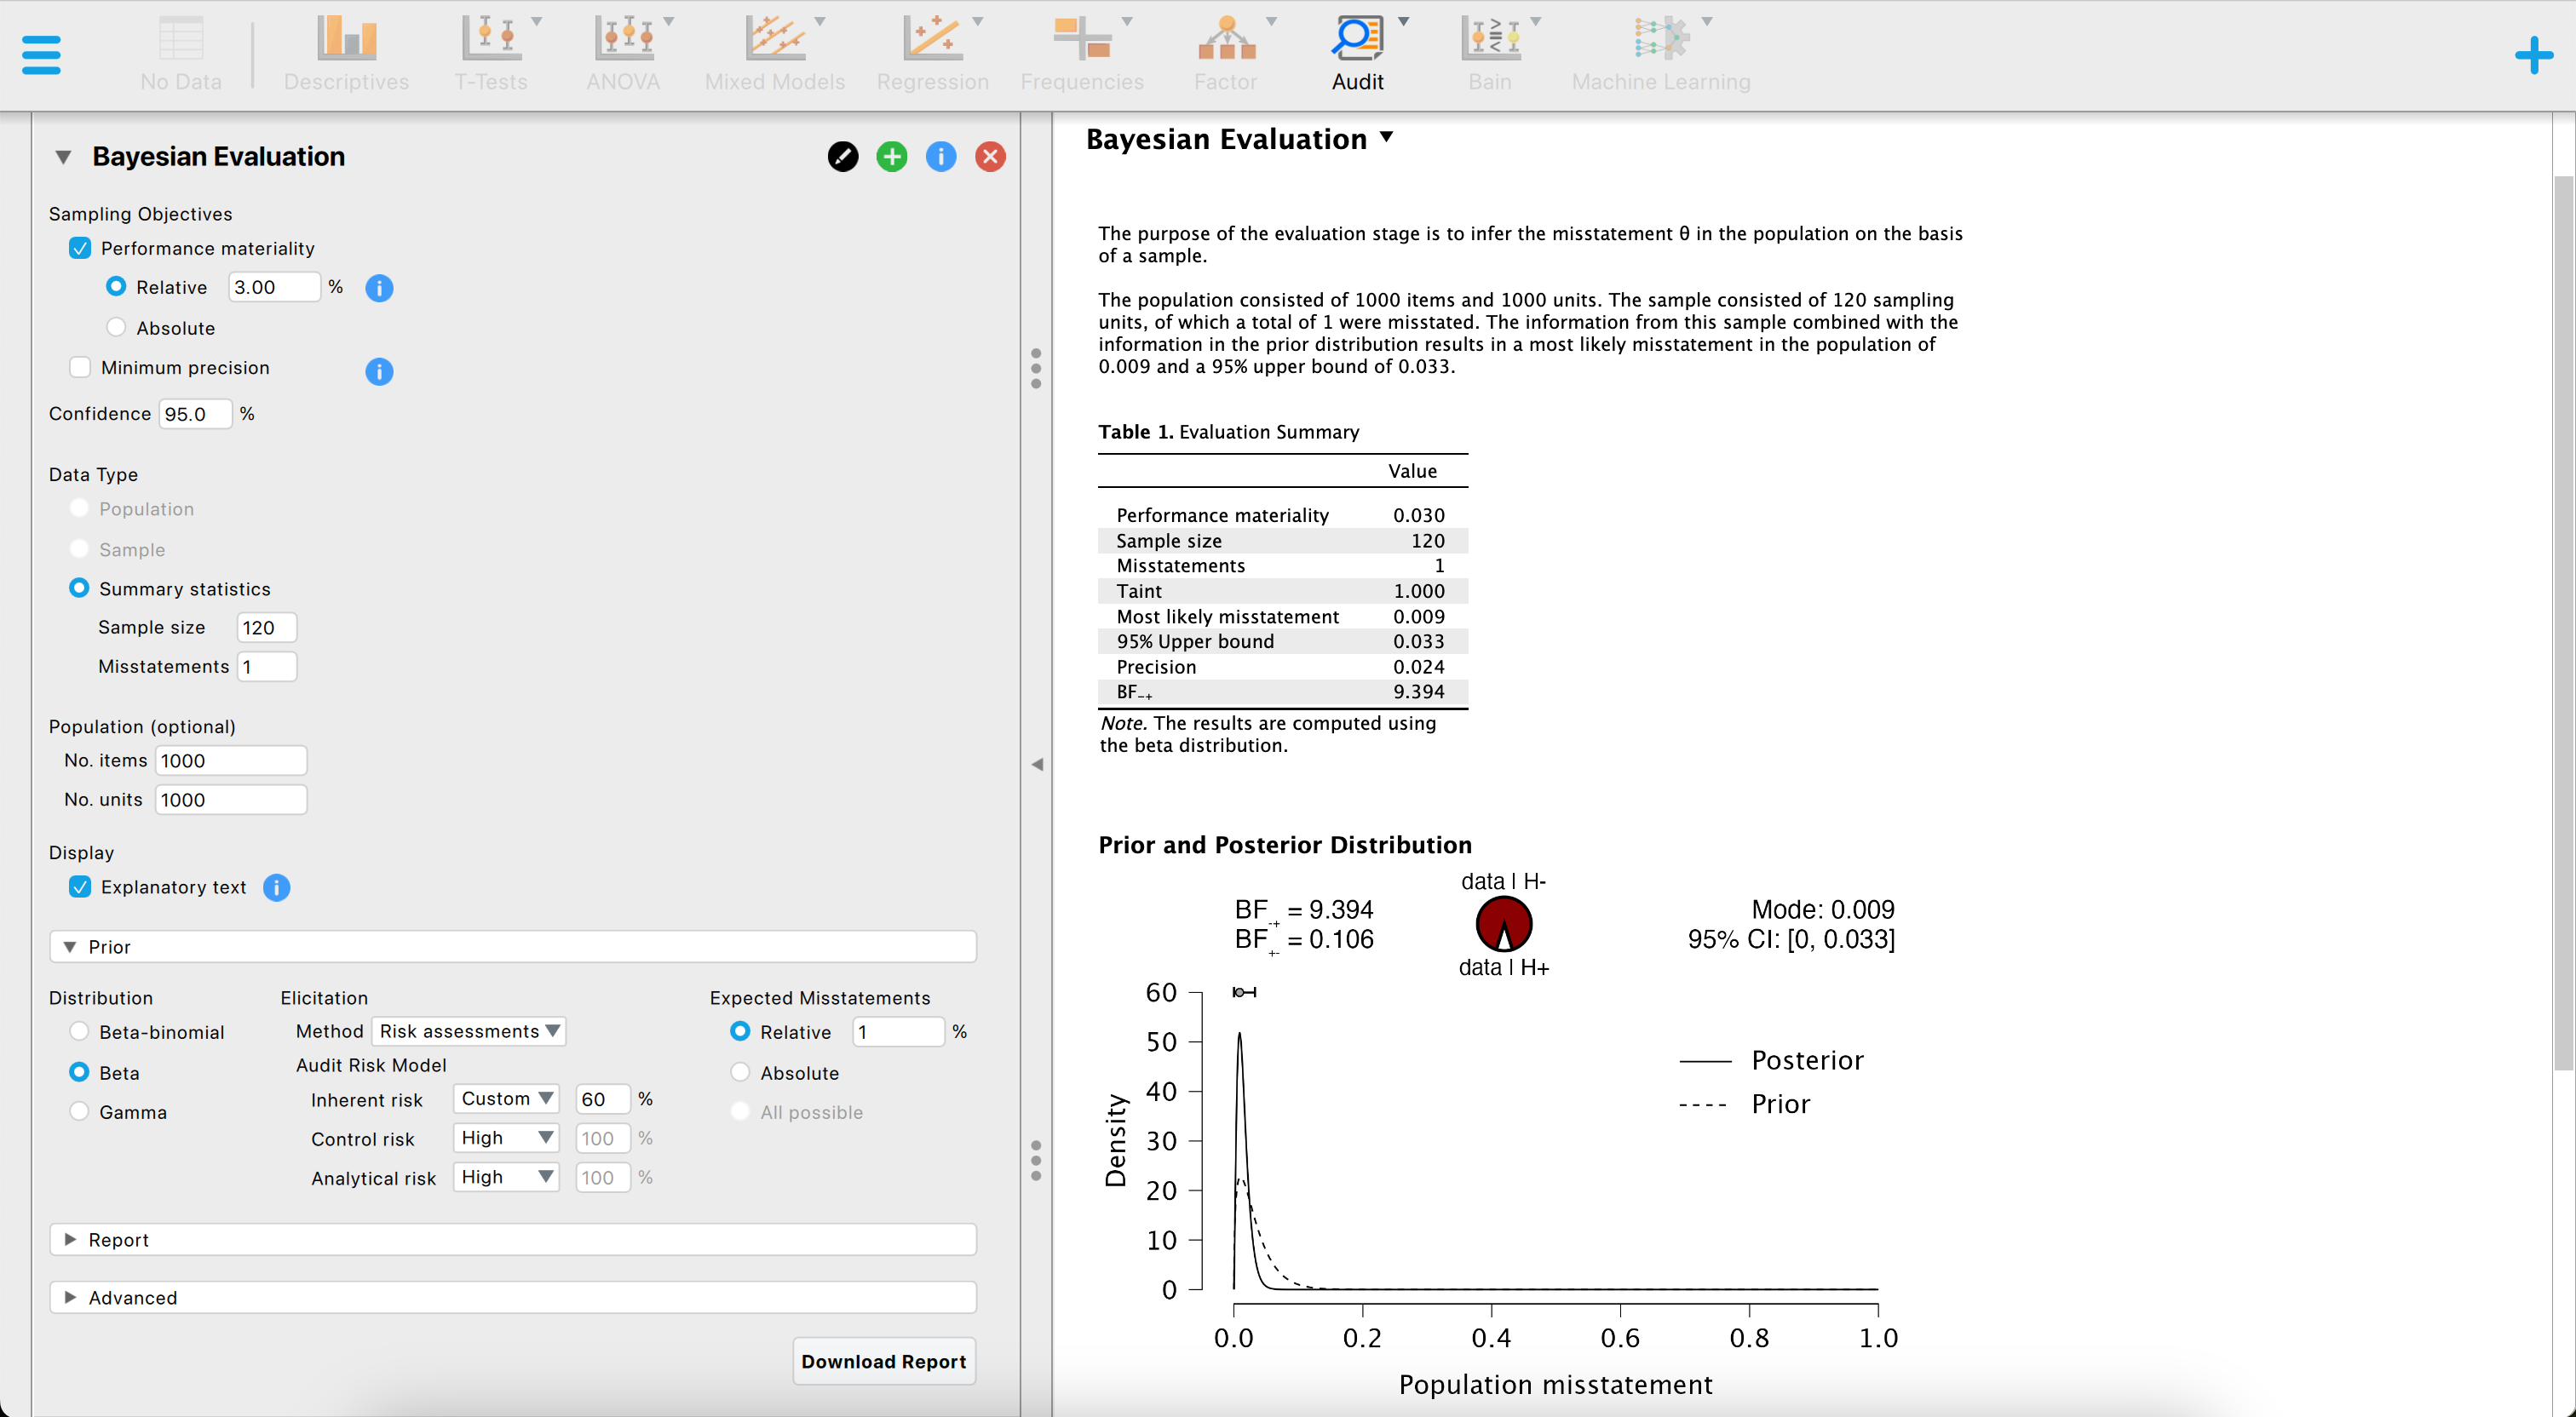 No Data
Descriptives
T-Tests
ANOVA
Mixed Models
Regression
Frequencies
Factor
Audit
Bain
Machine Learning
Bayesian Evaluation
Sampling Objectives
Performance materiality
Relative 3.00 %
Absolute
Minimum precision
Confidence 95.0 %
Data Type
Population
Sample
Summary statistics
Sample size 120
Misstatements 1
Population (optional)
No. items 1000
No. units 1000
Display
Explanatory text
Prior
Distribution
Beta-binomial
Beta
Gamma
Elicitation
Method Risk assessments
Audit Risk Model
Inherent risk Custom 60 %
Control risk High 100 %
Analytical risk High 100 %
Expected Misstatements
Relative 1 %
Absolute
All possible
Report
Advanced
Download Report
Bayesian Evaluation
The purpose of the evaluation stage is to infer the misstatement θ in the population on the basis
of a sample.
The population consisted of 1000 items and 1000 units. The sample consisted of 120 sampling
units, of which a total of 1 were misstated. The information from this sample combined with the
information in the prior distribution results in a most likely misstatement in the population of
0.009 and a 95% upper bound of 0.033.
Table 1. Evaluation Summary
Value
Performance materiality 0.030
Sample size 120
Misstatements 1
Taint 1.000
Most likely misstatement 0.009
95% Upper bound 0.033
Precision 0.024
BF₋₊ 9.394
Note. The results are computed using
the beta distribution.
Prior and Posterior Distribution
BF-+ = 9.394
BF+- = 0.106
data | H-
data | H+
Mode: 0.009
95% CI: [0, 0.033]
Posterior
Prior
Density
60
50
40
30
20
10
0
0.0 0.2 0.4 0.6 0.8 1.0
Population misstatement